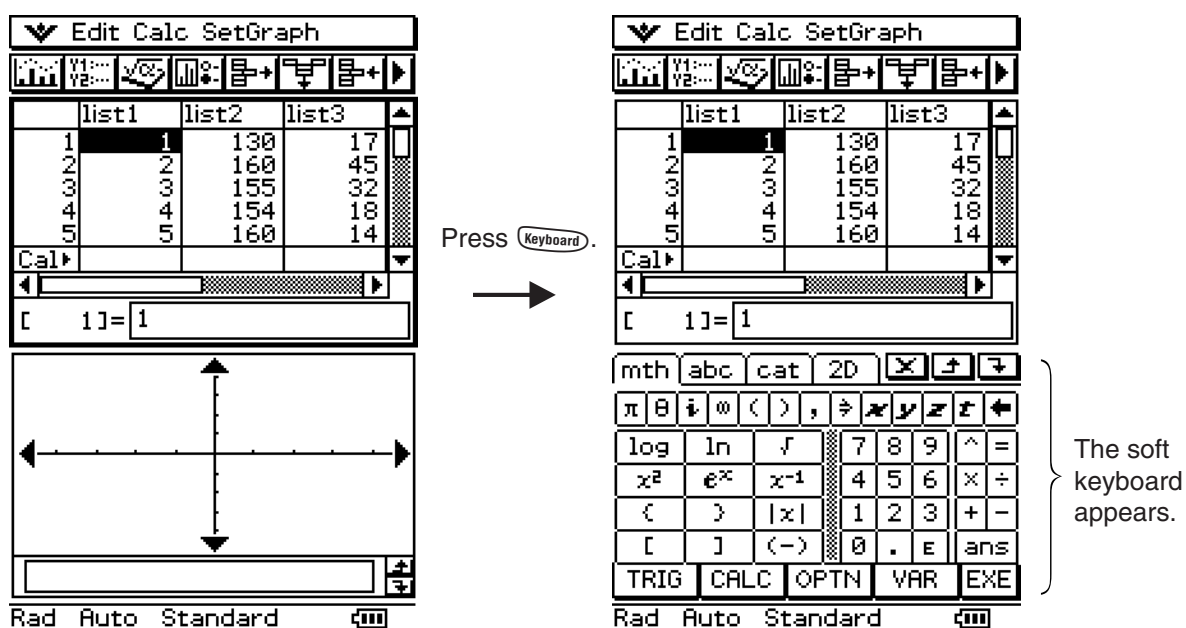 Edit Calc SetGraph
Y1:...
Y2:...
list1 list2 list3
1 1 130 17
2 2 160 45
3 3 155 32
4 4 154 18
5 5 160 14
Cal
[ 1]= 1
Rad Auto Standard
Press Keyboard.
Edit Calc SetGraph
Y1:...
Y2:...
list1 list2 list3
1 1 130 17
2 2 160 45
3 3 155 32
4 4 154 18
5 5 160 14
Cal
[ 1]= 1
mth abc cat 2D
π θ i ∞ ( ) , ⇒ x y z t ←
log ln √ 7 8 9 ^ =
x² eˣ x⁻¹ 4 5 6 × ÷
( ) |x| 1 2 3 + −
[ ] (−) 0 . E ans
TRIG CALC OPTN VAR EXE
Rad Auto Standard
The soft
keyboard
appears.